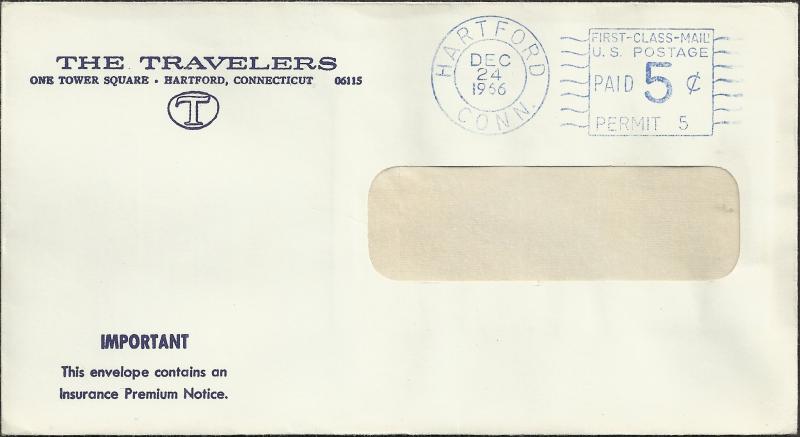 THE TRAVELERS
ONE TOWER SQUARE • HARTFORD, CONNECTICUT 06115
T
HARTFORD
DEC
24
1966
CONN.
FIRST-CLASS-MAIL
U.S. POSTAGE
PAID 5 ¢
PERMIT 5
IMPORTANT
This envelope contains an
Insurance Premium Notice.